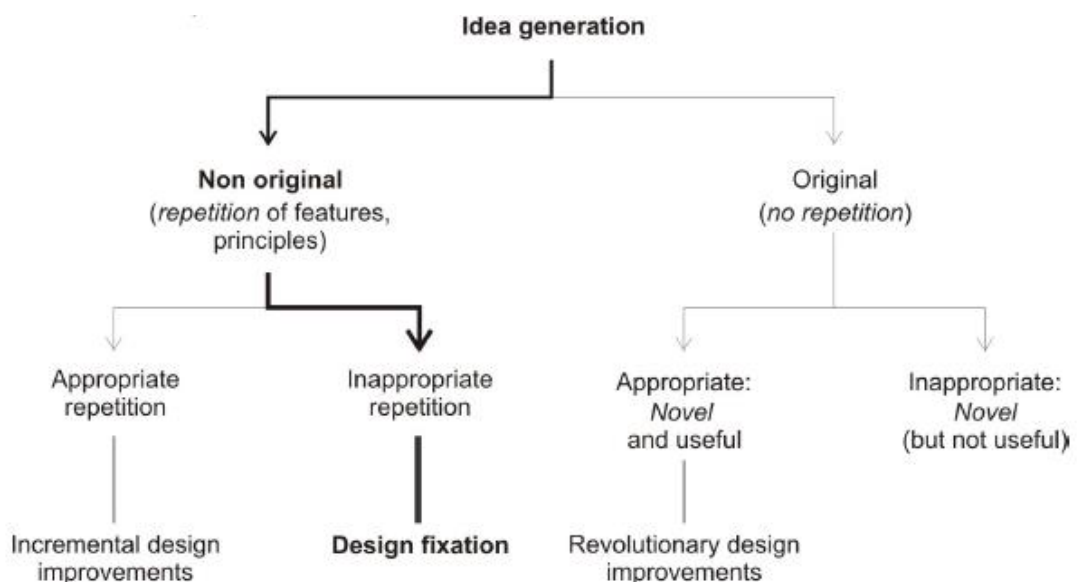 Idea generation
Non original
(repetition of features,
principles)
Original
(no repetition)
Appropriate
repetition
Inappropriate
repetition
Appropriate:
Novel
and useful
Inappropriate:
Novel
(but not useful)
Incremental design
improvements
Design fixation
Revolutionary design
improvements